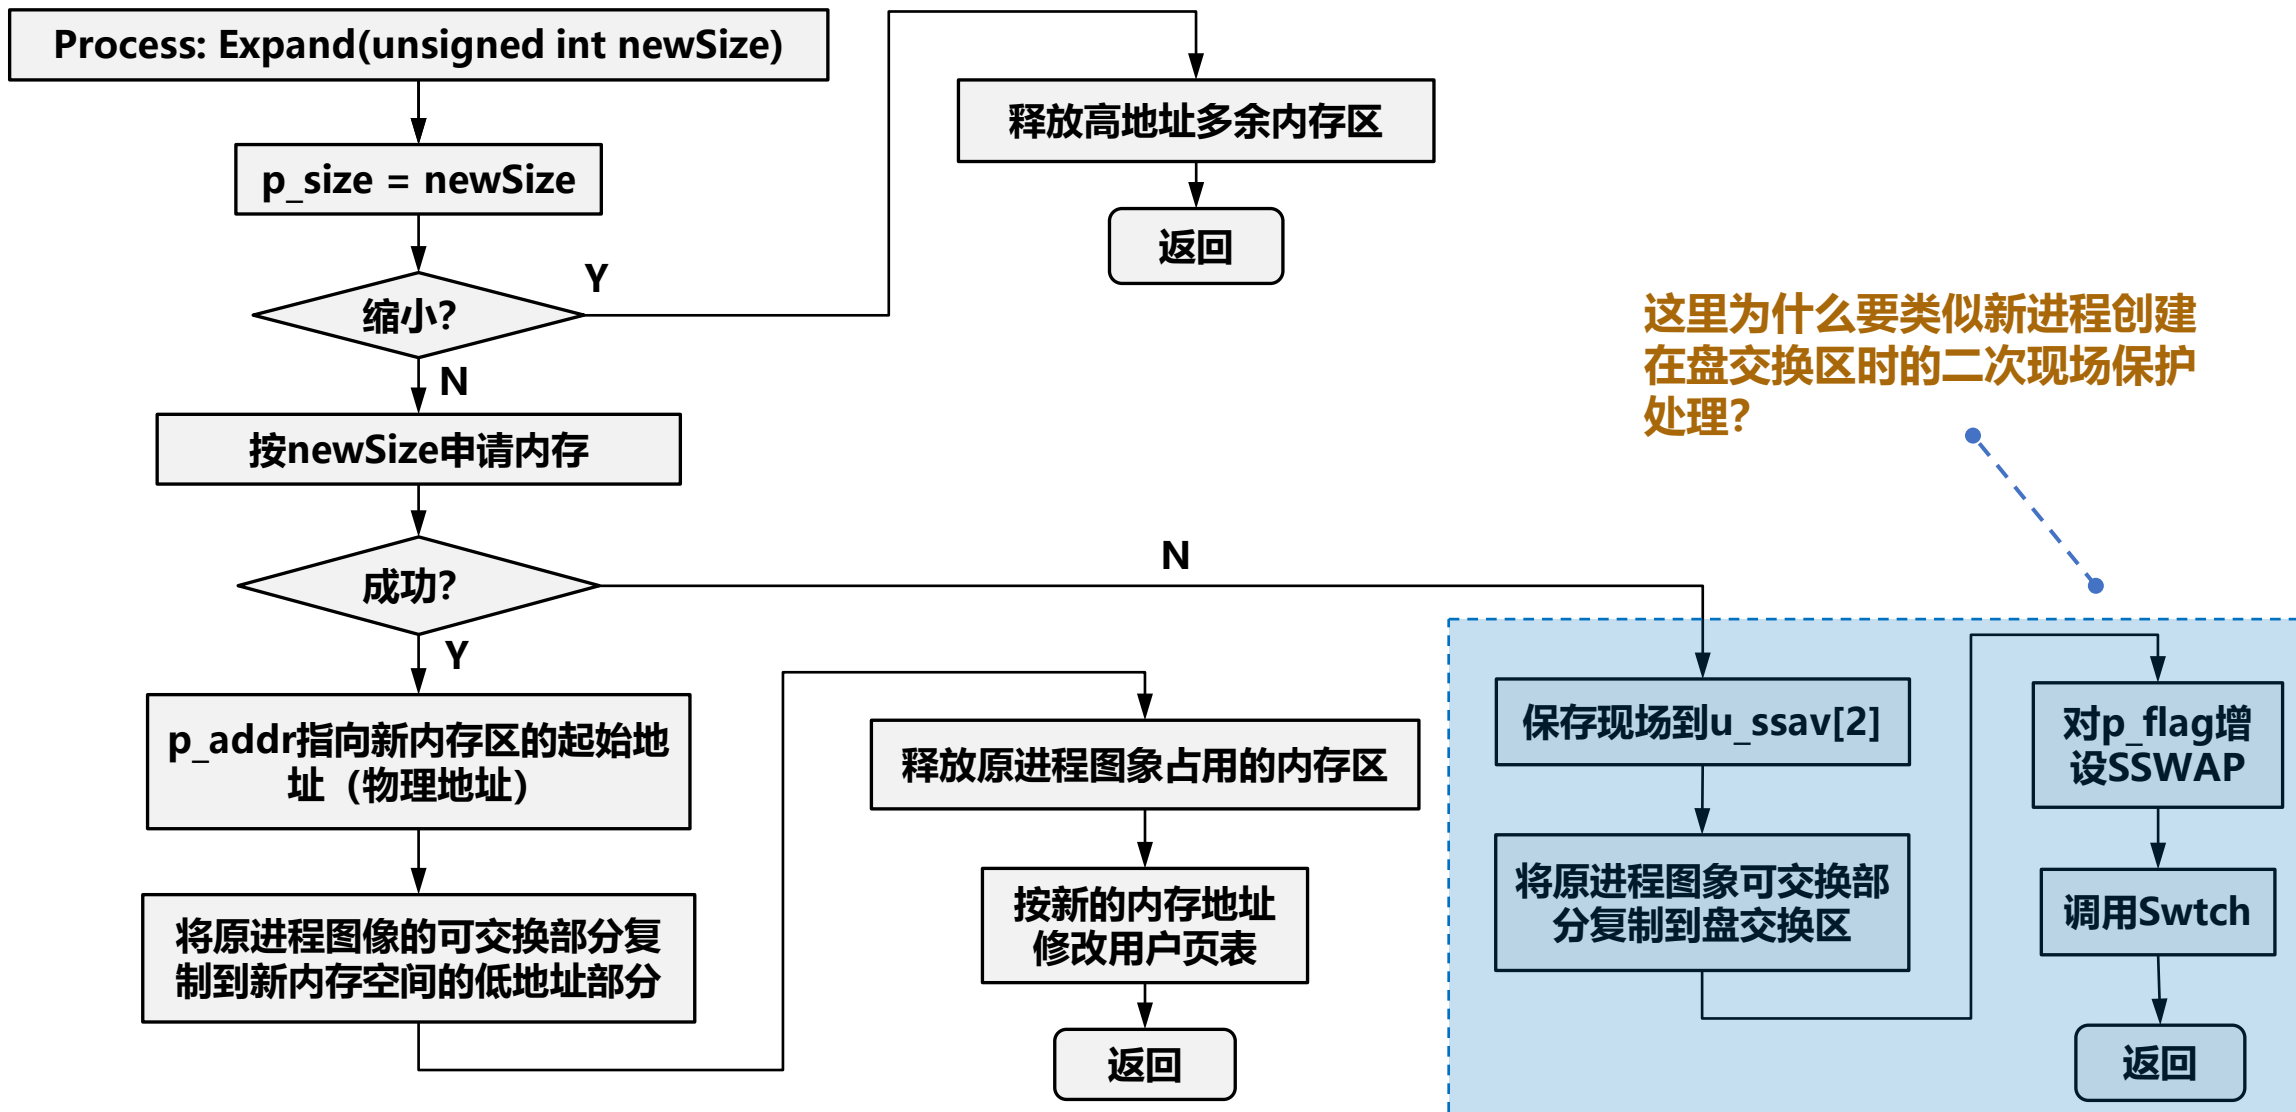 Process: Expand(unsigned int newSize)
p_size = newSize
缩小?
Y
释放高地址多余内存区
返回
N
按newSize申请内存
成功?
N
Y
p_addr指向新内存区的起始地
址（物理地址）
将原进程图像的可交换部分复
制到新内存空间的低地址部分
释放原进程图象占用的内存区
按新的内存地址
修改用户页表
返回
这里为什么要类似新进程创建
在盘交换区时的二次现场保护
处理?
保存现场到u_ssav[2]
将原进程图象可交换部
分复制到盘交换区
对p_flag增
设SSWAP
调用Swtch
返回